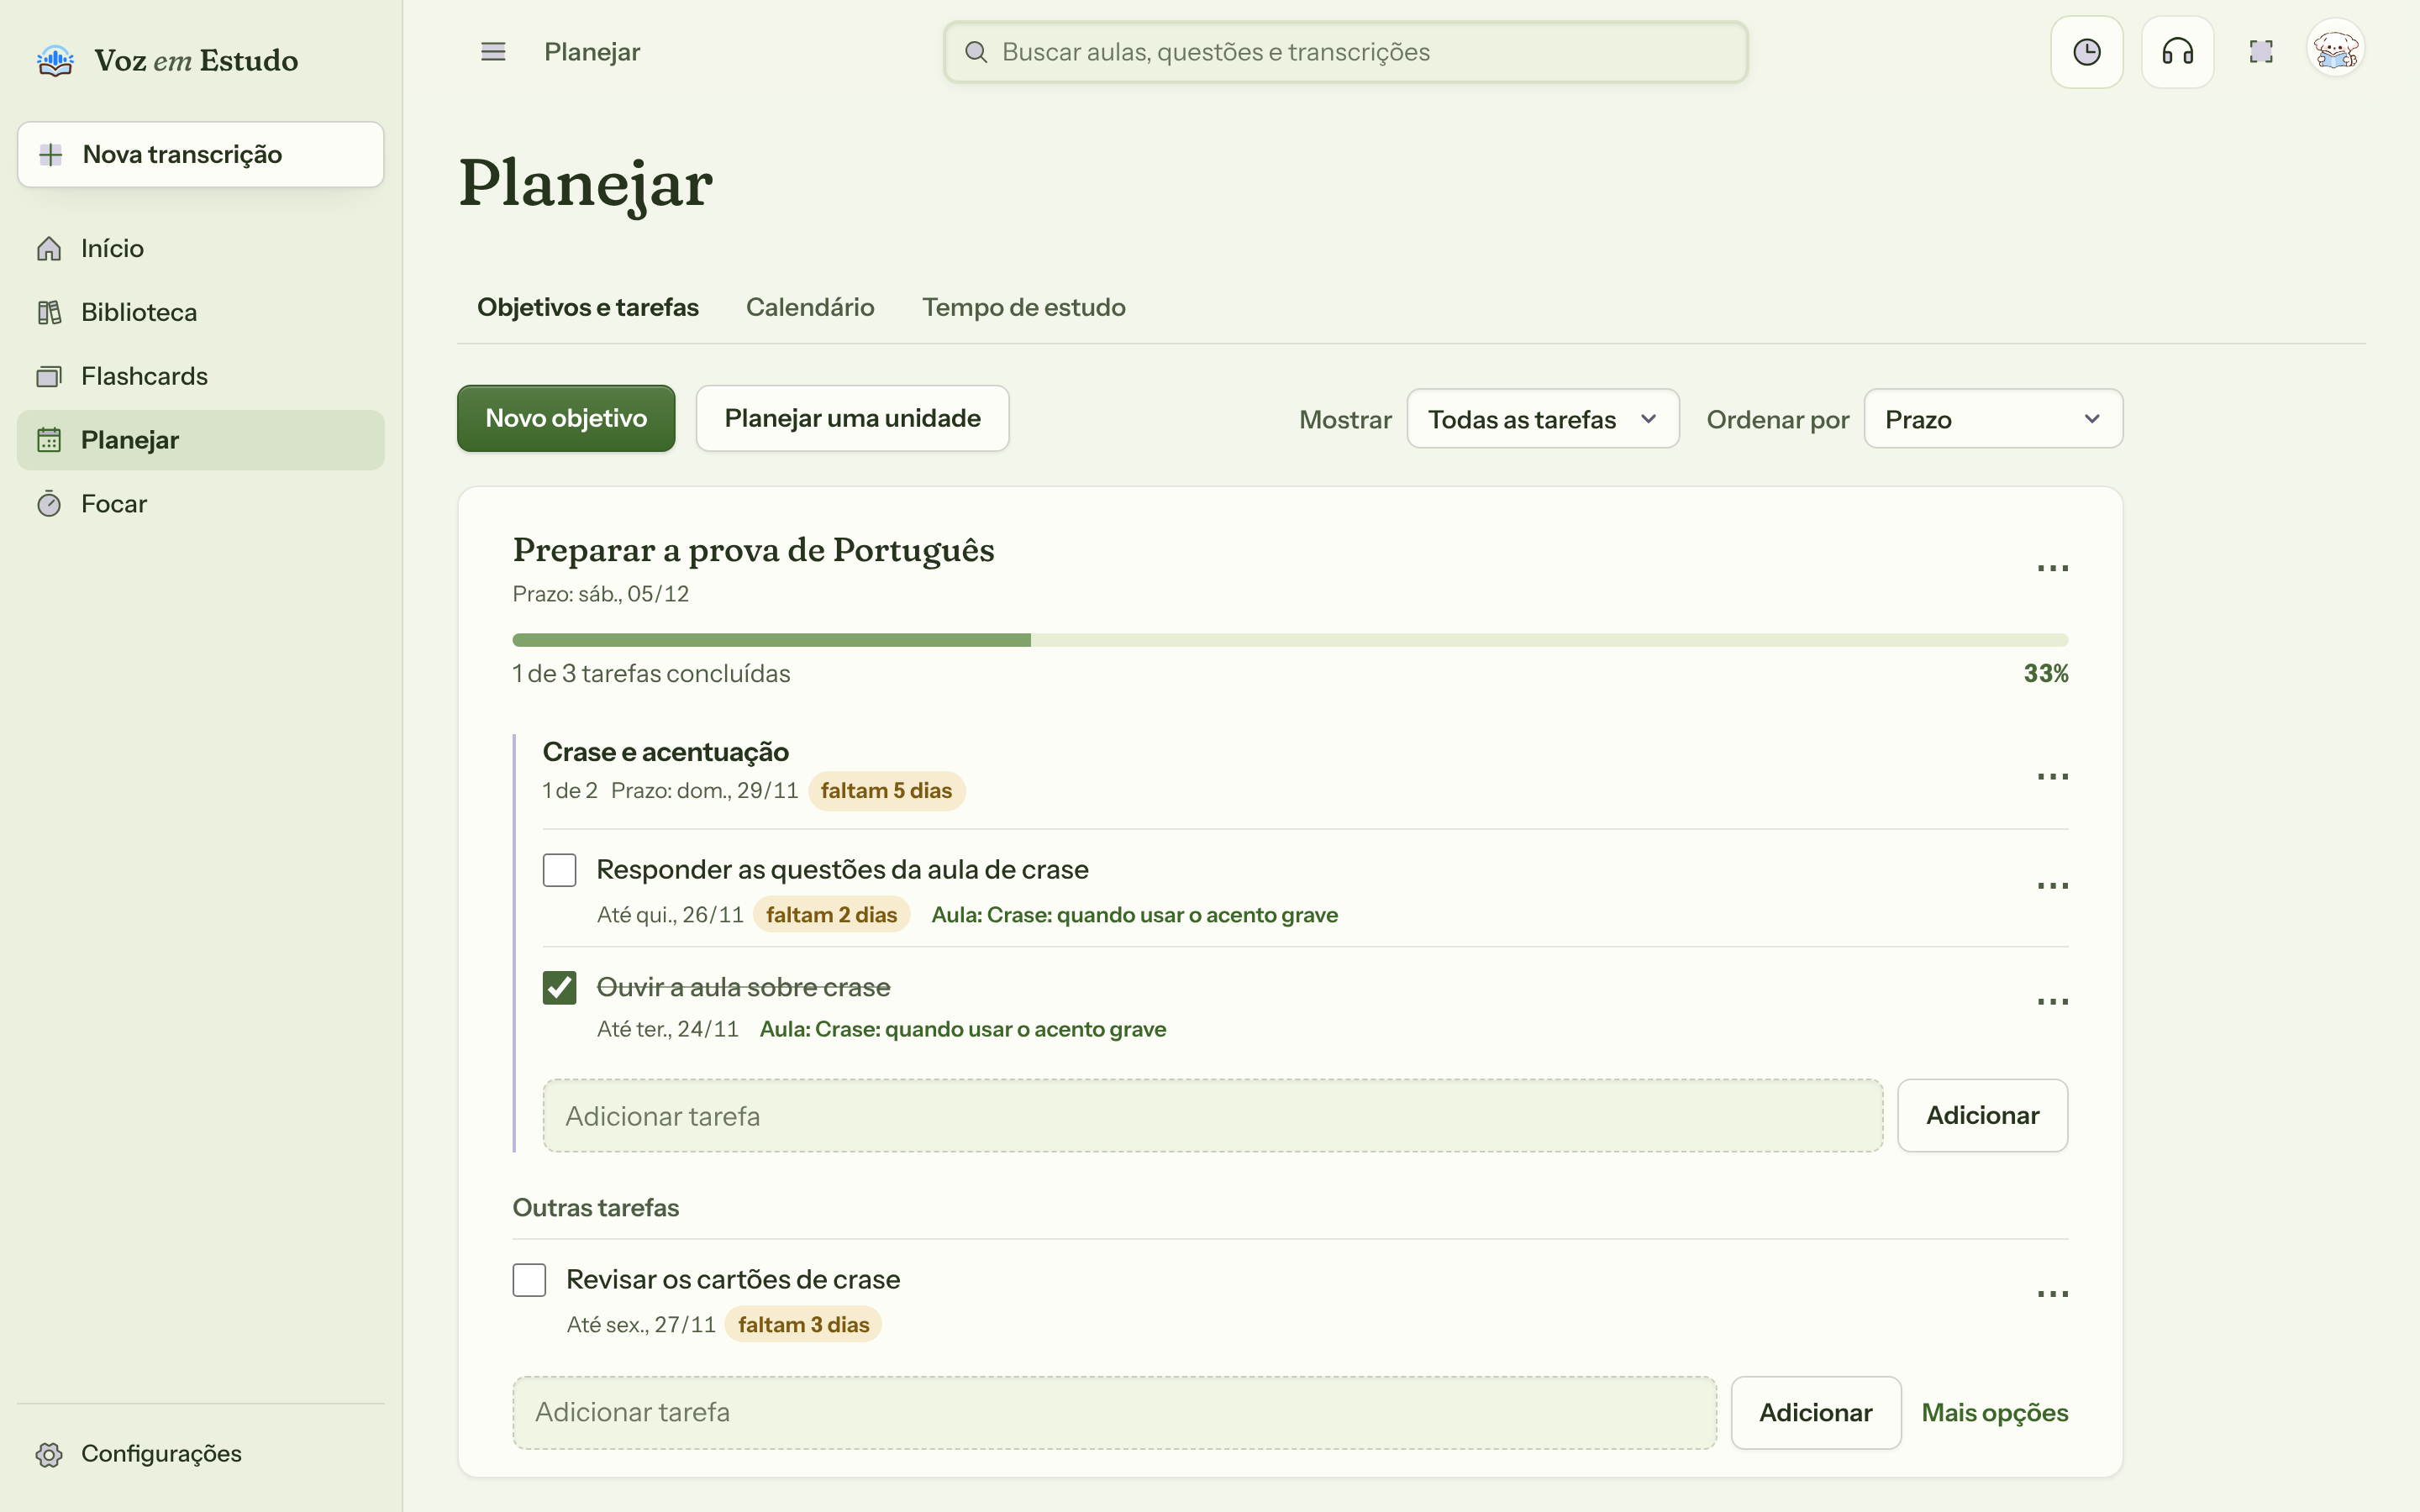 Voz em Estudo
Nova transcrição
Início
Biblioteca
Flashcards
Planejar
Focar
Configurações
Planejar
Buscar aulas, questões e transcrições
Planejar
Objetivos e tarefas
Calendário
Tempo de estudo
Novo objetivo
Planejar uma unidade
Mostrar
Todas as tarefas
Ordenar por
Prazo
Preparar a prova de Português
Prazo: sáb., 05/12
1 de 3 tarefas concluídas
33%
Crase e acentuação
1 de 2 Prazo: dom., 29/11 faltam 5 dias
Responder as questões da aula de crase
Até qui., 26/11 faltam 2 dias Aula: Crase: quando usar o acento grave
Ouvir a aula sobre crase
Até ter., 24/11 Aula: Crase: quando usar o acento grave
Adicionar tarefa
Adicionar
Outras tarefas
Revisar os cartões de crase
Até sex., 27/11 faltam 3 dias
Adicionar tarefa
Adicionar
Mais opções